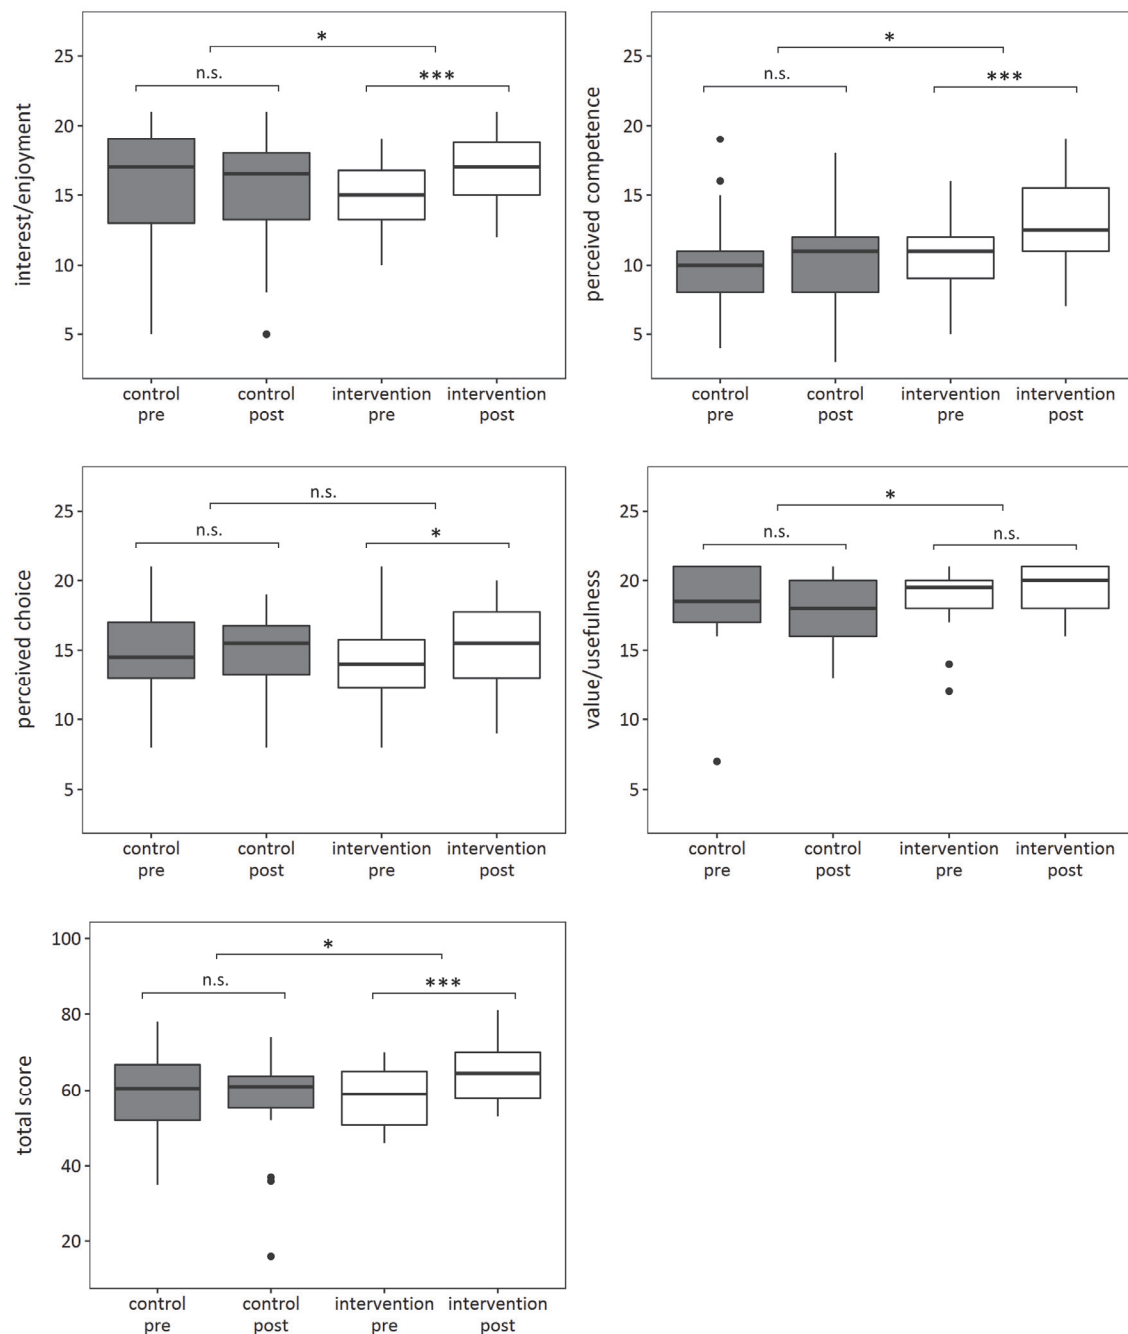 *
n.s.
***
25
20
15
10
5
interest/enjoyment
control pre
control post
intervention pre
intervention post
*
n.s.
***
25
20
15
10
5
perceived competence
control pre
control post
intervention pre
intervention post
n.s.
n.s.
*
25
20
15
10
5
perceived choice
control pre
control post
intervention pre
intervention post
*
n.s.
n.s.
25
20
15
10
5
value/usefulness
control pre
control post
intervention pre
intervention post
*
n.s.
***
100
80
60
40
20
total score
control pre
control post
intervention pre
intervention post